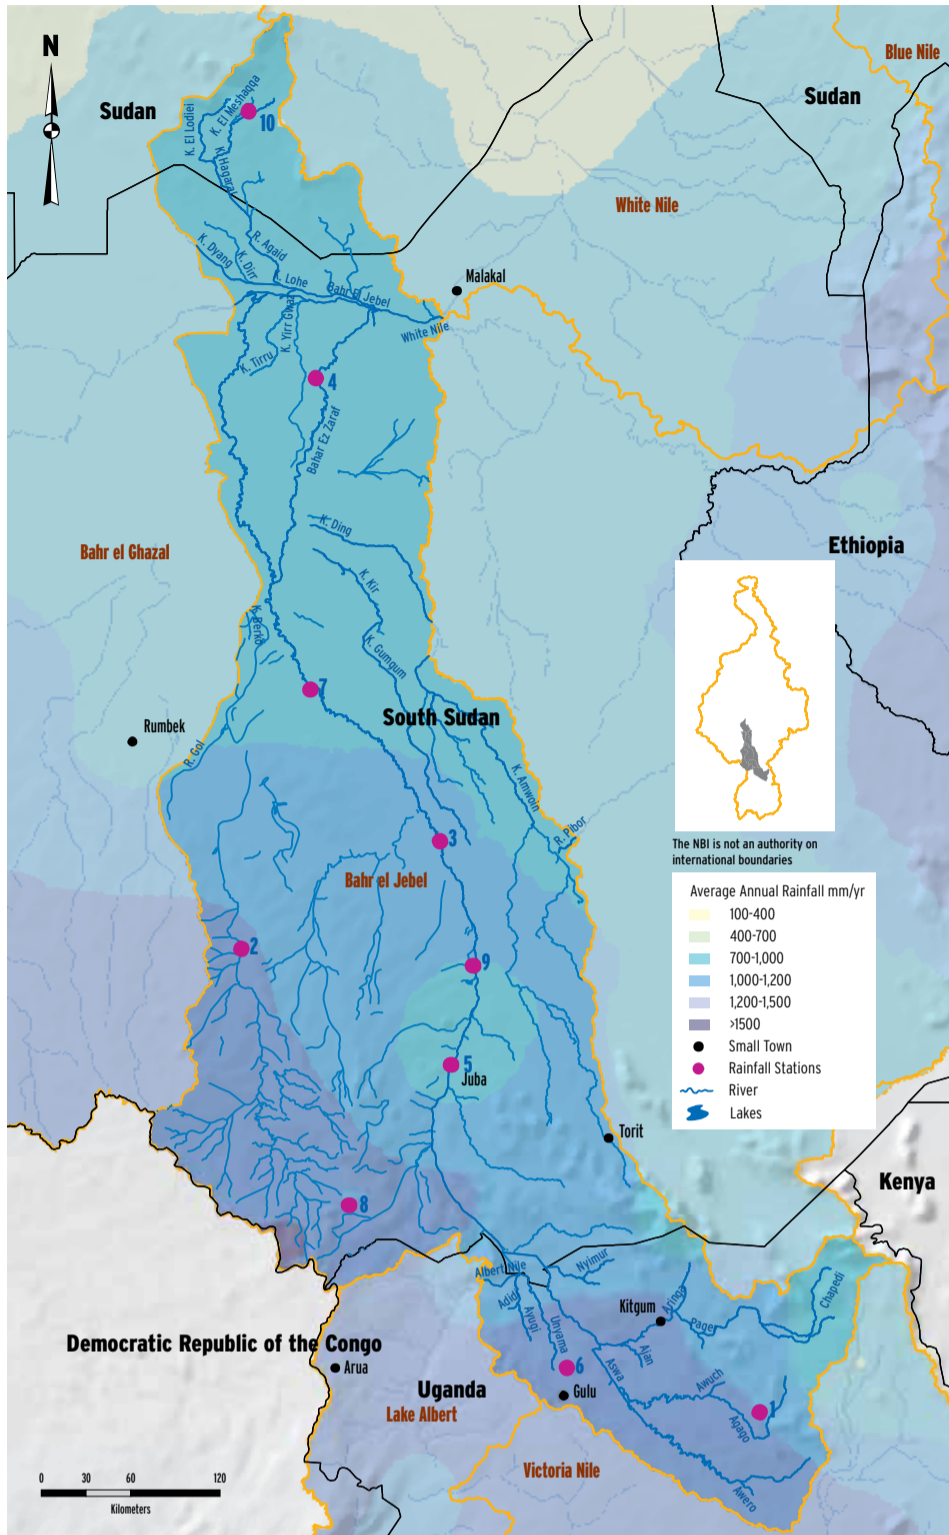 N
Blue Nile
Sudan
Sudan
K. El Lodiei
K. El Meshaqqa
10
White Nile
R. Agaid
K. Dyang
K. Dirr
Malakal
Bahr El Jebel
White Nile
K. Yirr Gwai
K. Tirru
4
Bahar Ez Zaraf
K. Ding
Ethiopia
Bahr el Ghazal
K. Kir
K. Berko
K. Gumgum
7
South Sudan
Rumbek
R. Gol
K. Amwoin
R. Pibor
3
The NBI is not an authority on
international boundaries
Bahr el Jebel
Average Annual Rainfall mm/yr
100-400
400-700
700-1,000
1,000-1,200
1,200-1,500
>1500
Small Town
Rainfall Stations
River
Lakes
2
9
5
Juba
Torit
Kenya
8
Albert Nile
Nyimur
Adid
Ayugi
Unyama
Kitgum
Aringa
Pager
Chapedi
Ajan
Democratic Republic of the Congo
Arua
6
Aswa
Awuch
Gulu
Uganda
Lake Albert
1
Agago
Victoria Nile
Awero
0 30 60 120
Kilometers